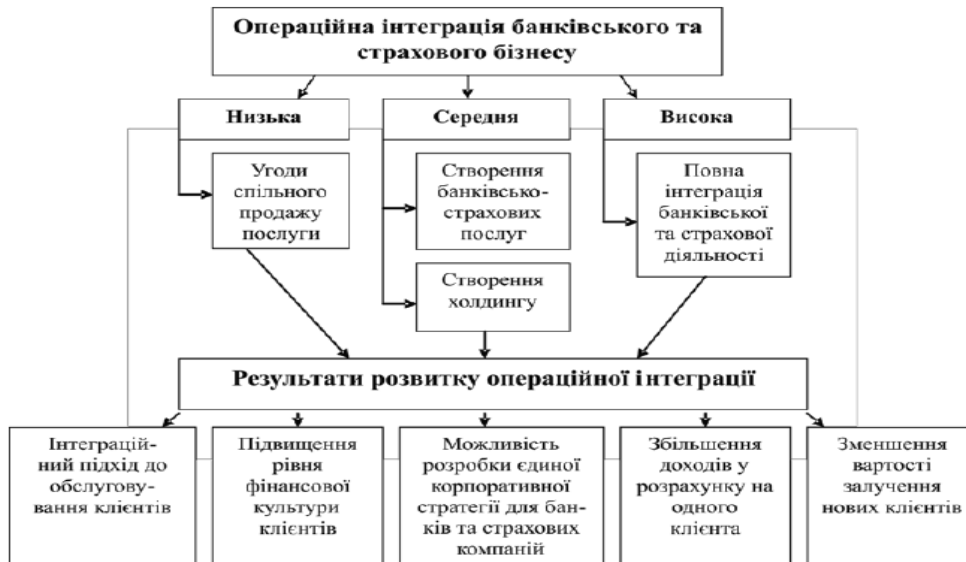 Операційна інтеграція банківського та
страхового бізнесу
Низька
Середня
Висока
Угоди
спільного
продажу
послуги
Створення
банківсько-
страхових
послуг
Повна
інтеграція
банківської
та страхової
діяльності
Створення
холдингу
Результати розвитку операційної інтеграції
Інтеграцій-
ний підхід до
обслугову-
вання клієнтів
Підвищення
рівня
фінансової
культури
клієнтів
Можливість
розробки єдиної
корпоративної
стратегії для бан-
ків та страхових
компаній
Збільшення
доходів у
розрахунку на
одного
клієнта
Зменшення
вартості
залучення
нових клієнтів